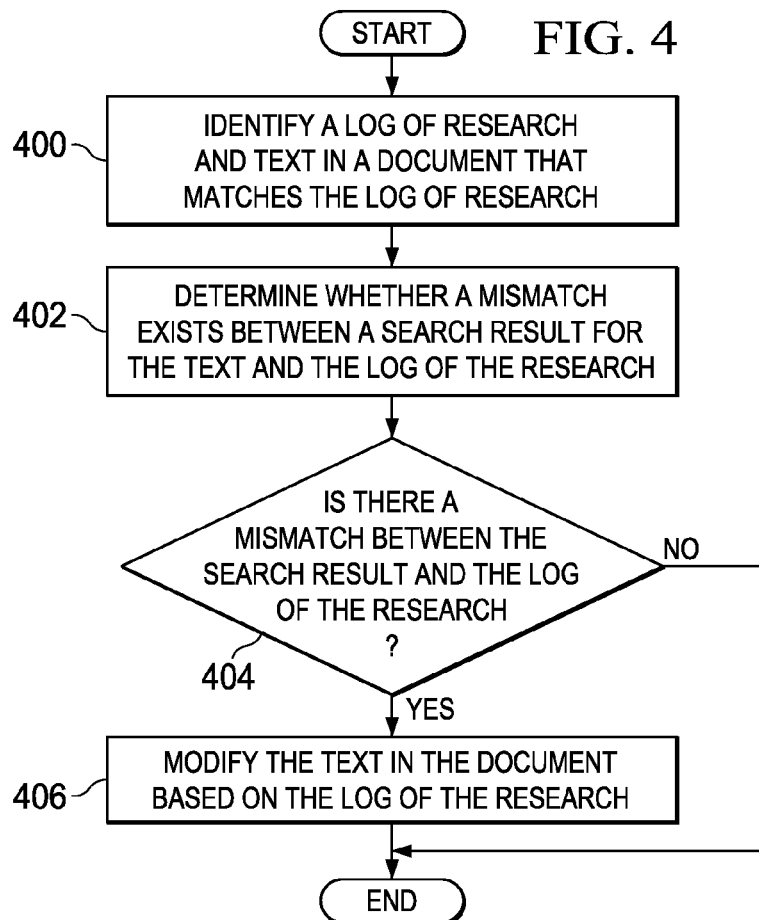 START
FIG. 4
400
IDENTIFY A LOG OF RESEARCH
AND TEXT IN A DOCUMENT THAT
MATCHES THE LOG OF RESEARCH
402
DETERMINE WHETHER A MISMATCH
EXISTS BETWEEN A SEARCH RESULT FOR
THE TEXT AND THE LOG OF THE RESEARCH
IS THERE A
MISMATCH BETWEEN THE
SEARCH RESULT AND THE LOG
OF THE RESEARCH
?
NO
404
YES
406
MODIFY THE TEXT IN THE DOCUMENT
BASED ON THE LOG OF THE RESEARCH
END